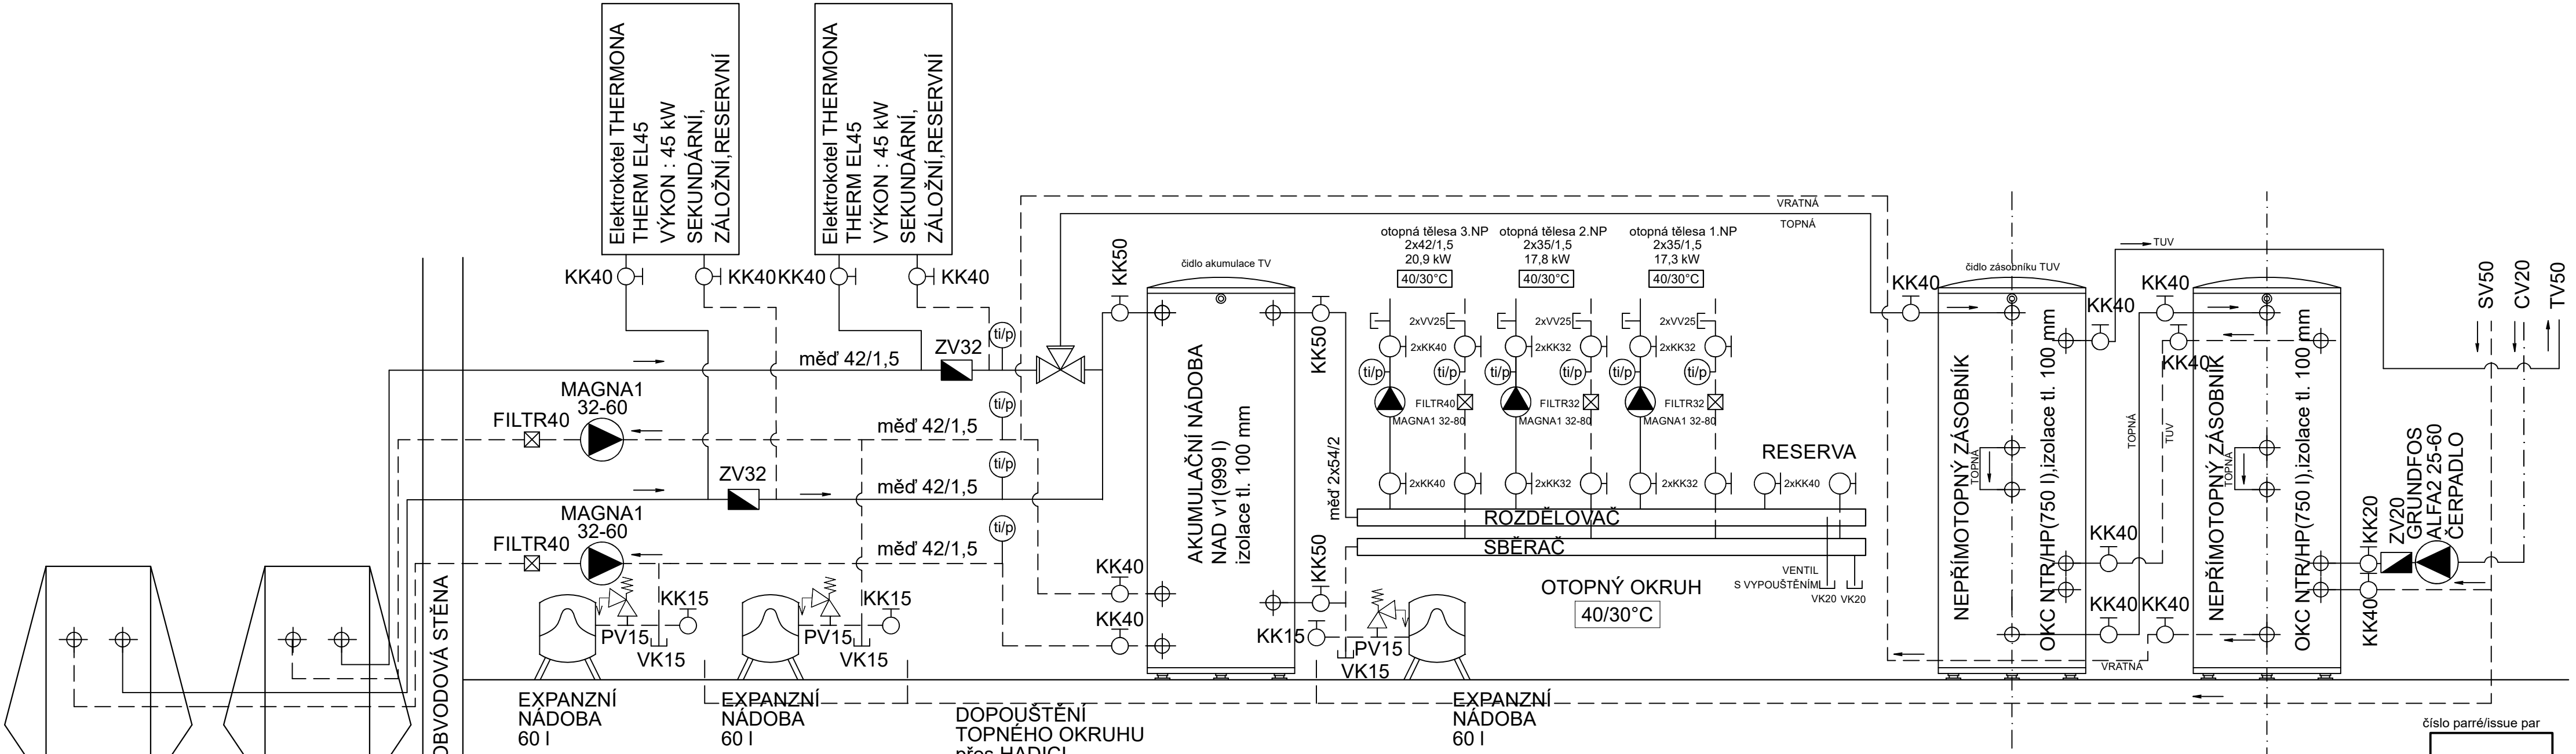 Elektrokotel THERMONA
THERM EL45
VÝKON : 45 kW
SEKUNDÁRNÍ,
ZÁLOŽNÍ,RESERVNÍ
Elektrokotel THERMONA
THERM EL45
VÝKON : 45 kW
SEKUNDÁRNÍ,
ZÁLOŽNÍ,RESERVNÍ
KK40
KK40
KK40
KK40
měď 42/1,5
ZV32
ti/p
MAGNA1
32-60
FILTR40
měď 42/1,5
ti/p
ZV32
měď 42/1,5
ti/p
MAGNA1
32-60
FILTR40
měď 42/1,5
ti/p
OBVODOVÁ STĚNA
PV15
KK15
VK15
EXPANZNÍ
NÁDOBA
60 l
PV15
KK15
VK15
EXPANZNÍ
NÁDOBA
60 l
DOPOUŠTĚNÍ
TOPNÉHO OKRUHU
přes HADICI
KK50
čidlo akumulace TV
AKUMULAČNÍ NÁDOBA
NAD v1(999 l)
izolace tl. 100 mm
KK40
KK40
KK50
měď 2x54/2
KK50
KK15
PV15
VK15
EXPANZNÍ
NÁDOBA
60 l
VRATNÁ
TOPNÁ
otopná tělesa 3.NP
2x42/1,5
20,9 kW
40/30°C
otopná tělesa 2.NP
2x35/1,5
17,8 kW
40/30°C
otopná tělesa 1.NP
2x35/1,5
17,3 kW
40/30°C
2xVV25
2xVV25
2xVV25
2xKK40
2xKK32
2xKK32
ti/p
ti/p
ti/p
ti/p
ti/p
ti/p
FILTR40
FILTR32
FILTR32
MAGNA1 32-80
MAGNA1 32-80
MAGNA1 32-80
RESERVA
2xKK40
2xKK32
2xKK32
2xKK40
ROZDĚLOVAČ
SBĚRAČ
OTOPNÝ OKRUH
40/30°C
VENTIL
S VYPOUŠTĚNÍM
VK20
VK20
KK40
čidlo zásobníku TUV
NEPŘÍMOTOPNÝ ZÁSOBNÍK
OKC NTR/HP(750 l),izolace tl. 100 mm
TOPNÁ
KK40
TUV
KK40
KK40
TOPNÁ
TUV
KK40
KK40
KK40
VRATNÁ
NEPŘÍMOTOPNÝ ZÁSOBNÍK
OKC NTR/HP(750 l),izolace tl. 100 mm
TOPNÁ
KK20
KK40
ZV20
GRUNDFOS
ALFA2 25-60
ČERPADLO
SV50
CV20
TV50
číslo parré/issue par